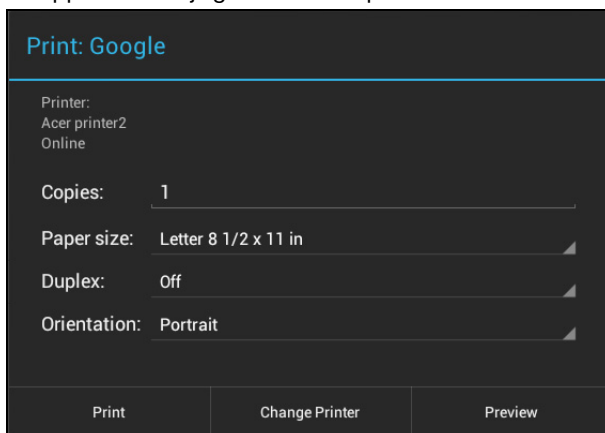 Print: Google
Printer:
Acer printer2
Online
Copies: 1
Paper size: Letter 8 1/2 x 11 in
Duplex: Off
Orientation: Portrait
Print Change Printer Preview